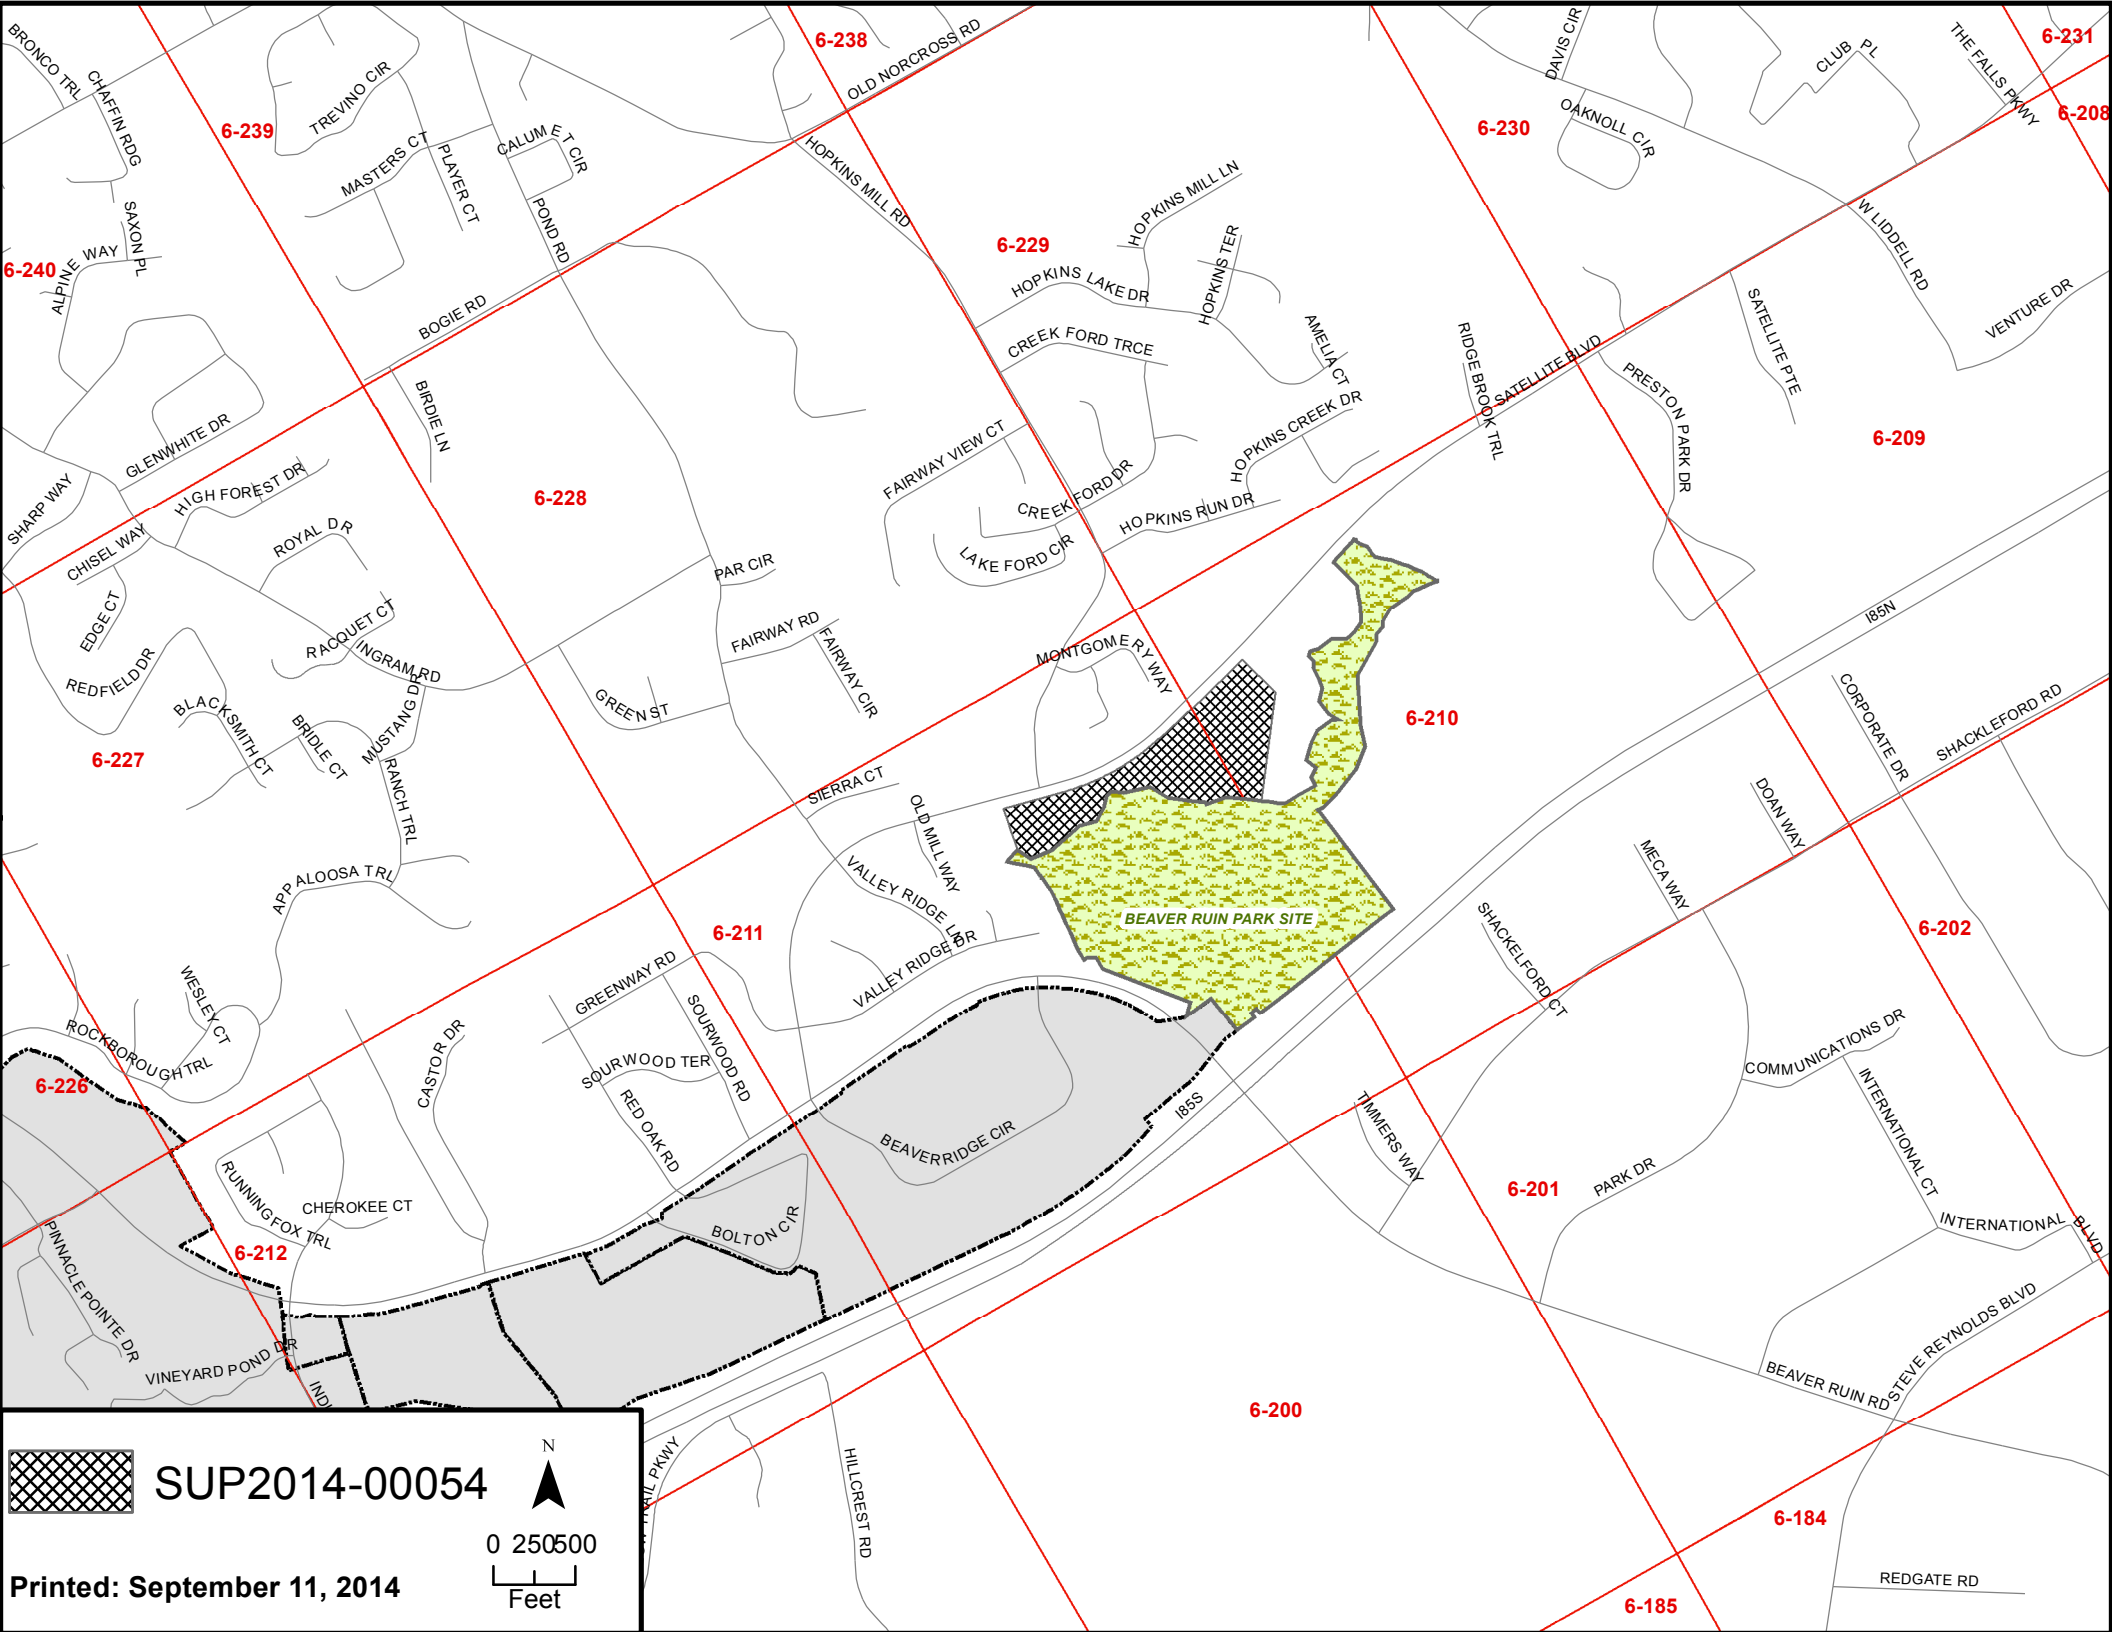 BRONCO TRL
CHAFFIN RDG
SAXON PL
ALPINE WAY
6-240
6-239
TREVINO CIR
MASTERS CT
PLAYER CT
CALUMET CIR
POND RD
BOGIE RD
BIRDIE LN
6-238
OLD NORCROSS RD
HOPKINS MILL RD
6-229
HOPKINS MILL LN
HOPKINS TER
HOPKINS LAKE DR
CREEK FORD TRCE
AMELIA CT
HOPKINS CREEK DR
FAIRWAY VIEW CT
CREEK FORD DR
HOPKINS RUN DR
LAKE FORD CIR
DAVIS CIR
OAKNOLL CIR
6-230
CLUB PL
THE FALLS PKWY
6-231
6-208
W LIDDELL RD
VENTURE DR
SATELLITE PTE
SATELLITE BLVD
RIDGE BROOK TRL
PRESTON PARK DR
6-209
GLENWHITE DR
SHARP WAY
HIGH FOREST DR
CHISEL WAY
ROYAL DR
EDGE CT
RACQUET CT
INGRAM RD
REDFIELD DR
BLACKSMITH CT
BRIDLE CT
MUSTANG DR
RANCH TRL
6-227
APPALOOSA TRL
6-228
PAR CIR
FAIRWAY RD
FAIRWAY CIR
GREEN ST
MONTGOMERY WAY
SIERRA CT
OLD MILL WAY
VALLEY RIDGE LN
VALLEY RIDGE DR
6-211
6-210
BEAVER RUIN PARK SITE
I85N
CORPORATE DR
SHACKLEFORD RD
DOAN WAY
MECA WAY
SHACKELFORD CT
6-202
WESLEY CT
ROCKBOROUGH TRL
6-226
CASTOR DR
GREENWAY RD
SOURWOOD RD
SOURWOOD TER
RED OAK RD
RUNNING FOX TRL
CHEROKEE CT
6-212
PINNACLE POINTE DR
VINEYARD POND DR
BOLTON CIR
BEAVERRIDGE CIR
I85S
TIMMERS WAY
6-201
PARK DR
COMMUNICATIONS DR
INTERNATIONAL CT
INTERNATIONAL BLVD
STEVE REYNOLDS BLVD
BEAVER RUIN RD
6-200
HILLCREST RD
6-184
6-185
REDGATE RD
SUP2014-00054
N
0 250 500
Feet
Printed: September 11, 2014